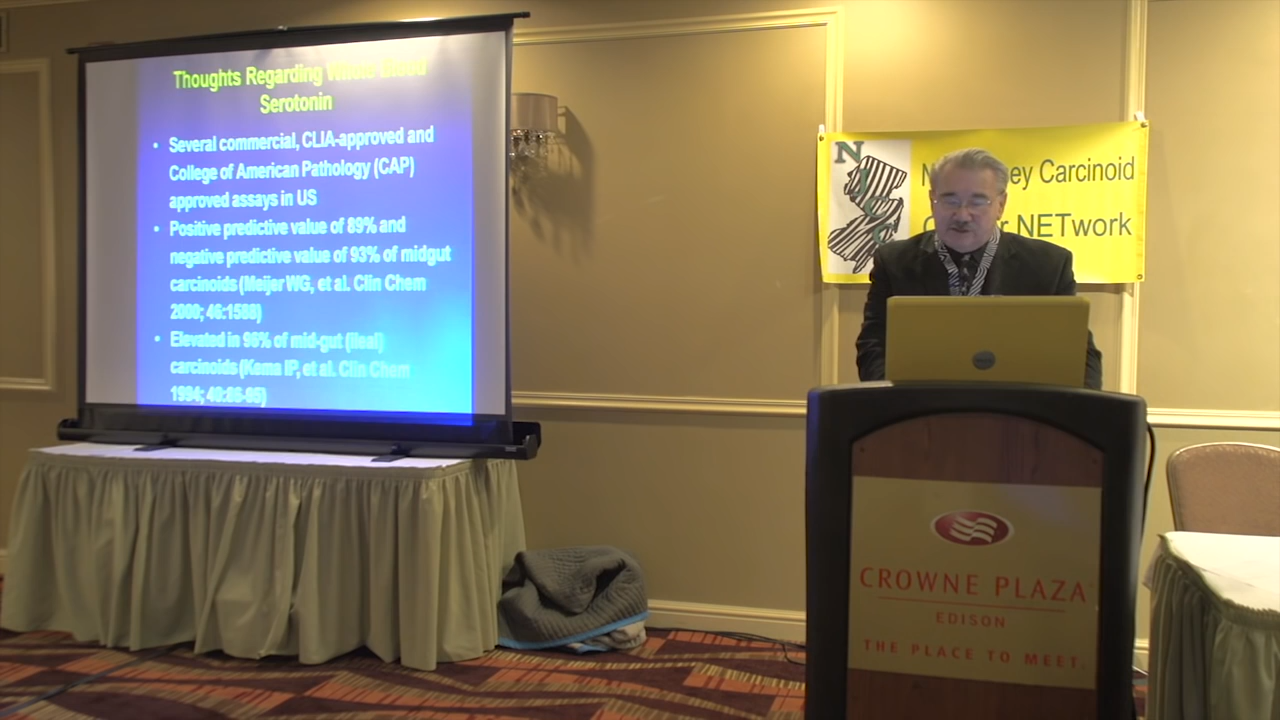 Thoughts Regarding Whole Blood
Serotonin
• Several commercial, CLIA-approved and
College of American Pathology (CAP)
approved assays in US
• Positive predictive value of 89% and
negative predictive value of 93% of midgut
carcinoids (Meijer WG, et al. Clin Chem
2000; 46:1588)
• Elevated in 96% of mid-gut (ileal)
carcinoids (Kema IP, et al. Clin Chem
1994; 40:86-95)
NJCC
N ey Carcinoid
C r NETwork
DELL
CROWNE PLAZA
EDISON
THE PLACE TO MEET.